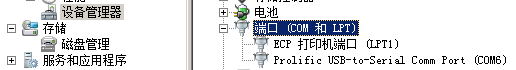 设备管理器
存储
磁盘管理
服务和应用程序
电池
端口 (COM 和 LPT)
ECP 打印机端口 (LPT1)
Prolific USB-to-Serial Comm Port (COM6)